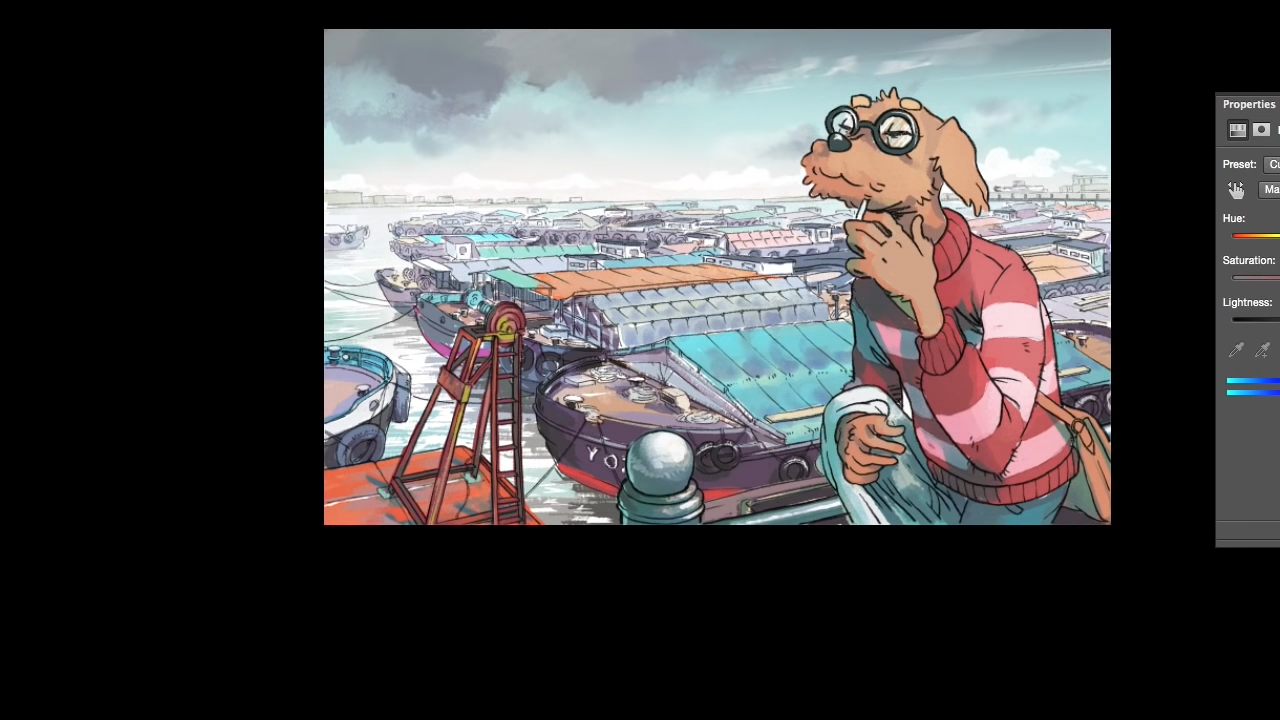 Properties
Preset:
Hue:
Saturation:
Lightness: